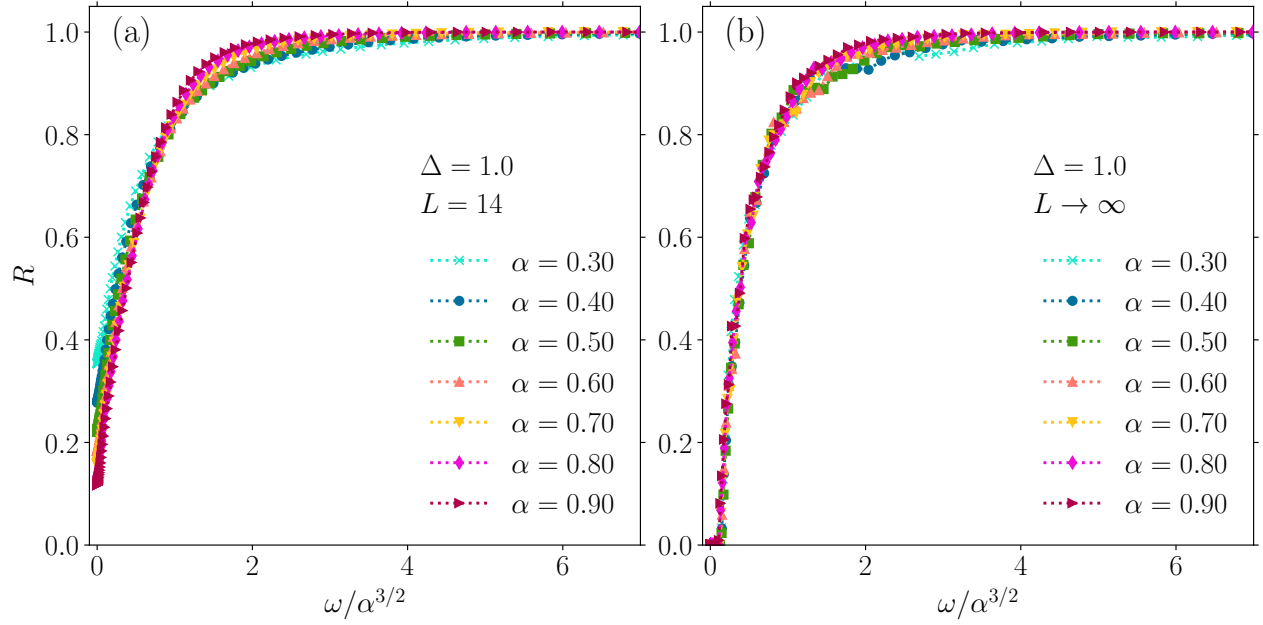 (a)
1.0
0.8
0.6
0.4
0.2
0.0
R
Δ = 1.0
L = 14
α = 0.30
α = 0.40
α = 0.50
α = 0.60
α = 0.70
α = 0.80
α = 0.90
0 2 4 6
ω/α^{3/2}
(b)
1.0
0.8
0.6
0.4
0.2
0.0
Δ = 1.0
L → ∞
α = 0.30
α = 0.40
α = 0.50
α = 0.60
α = 0.70
α = 0.80
α = 0.90
0 2 4 6
ω/α^{3/2}